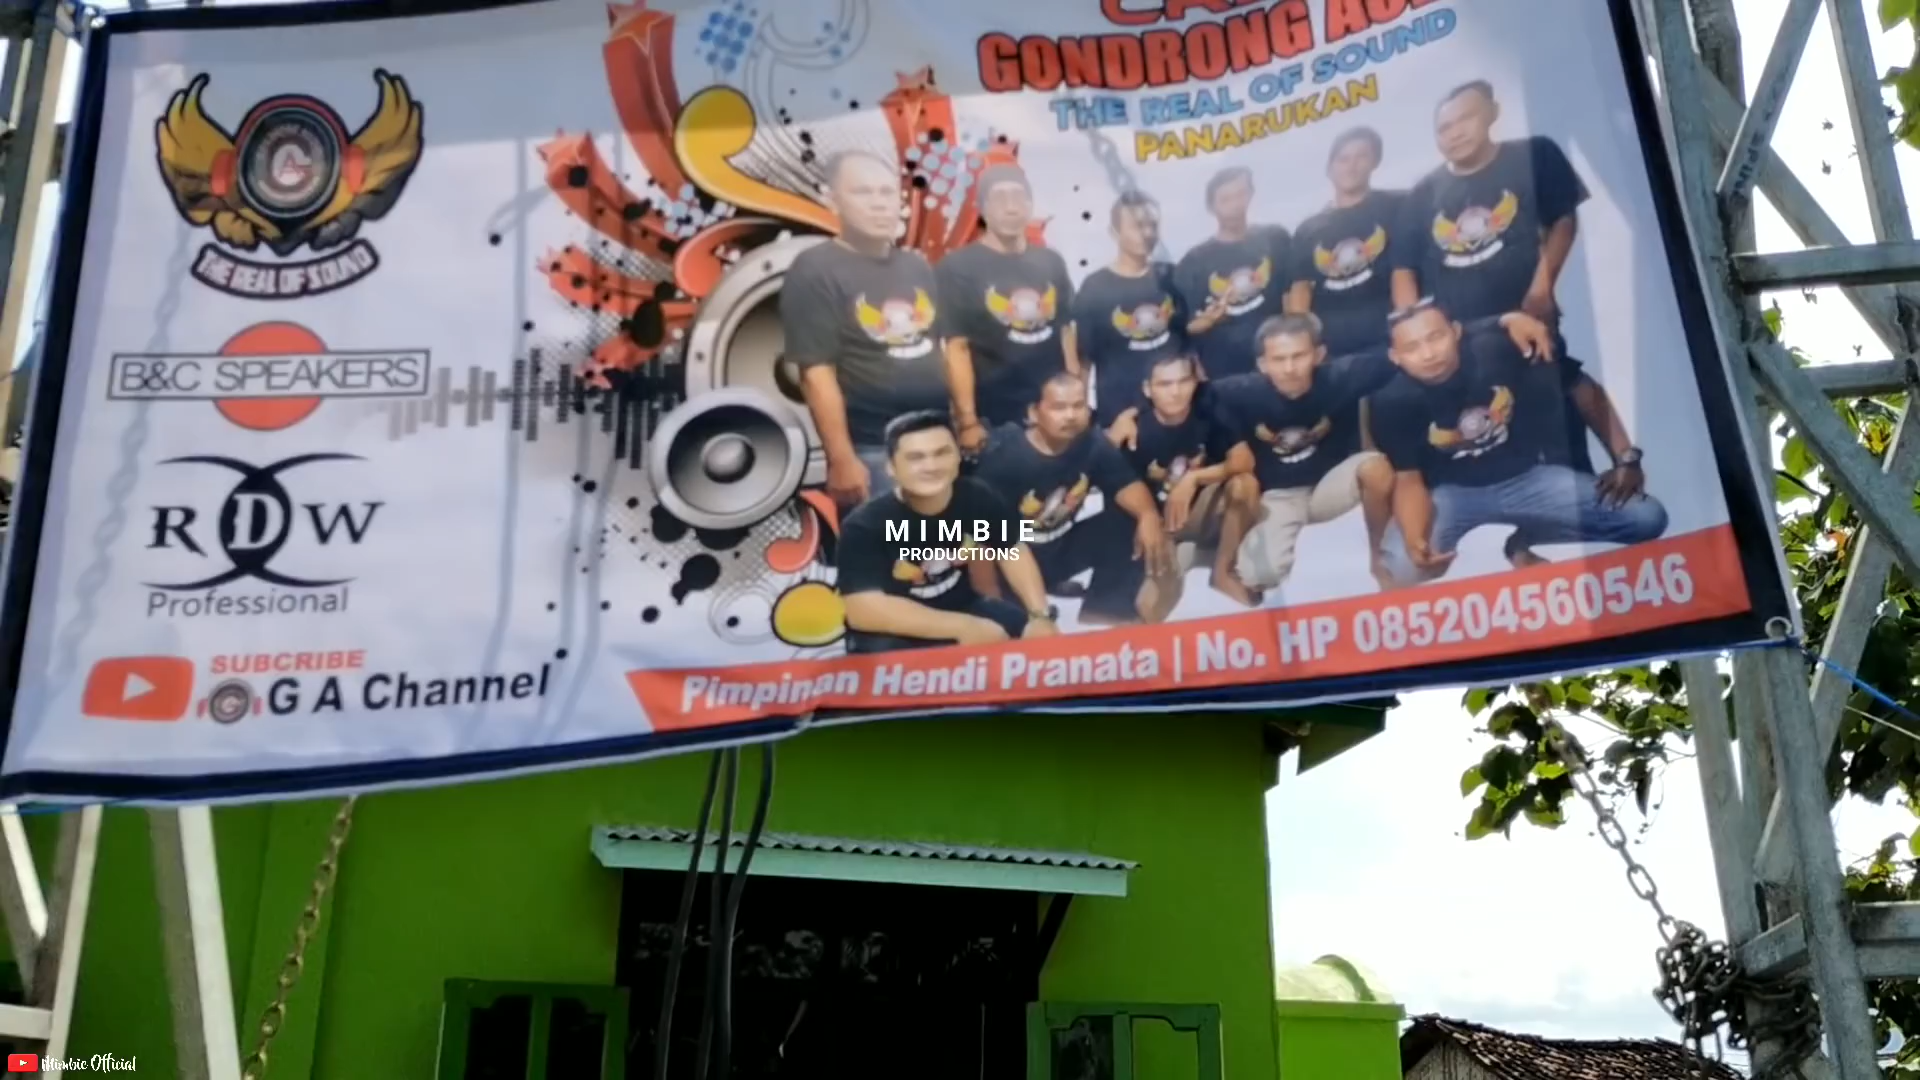 GONDRONG
THE REAL OF SOUND
PANARUKAN
THE REAL OF SOUND
B&C SPEAKERS
RDW
Professional
SUBCRIBE
G A Channel
MIMBIE
PRODUCTIONS
Pimpinan Hendi Pranata | No. HP 085204560546
Mimbie Official